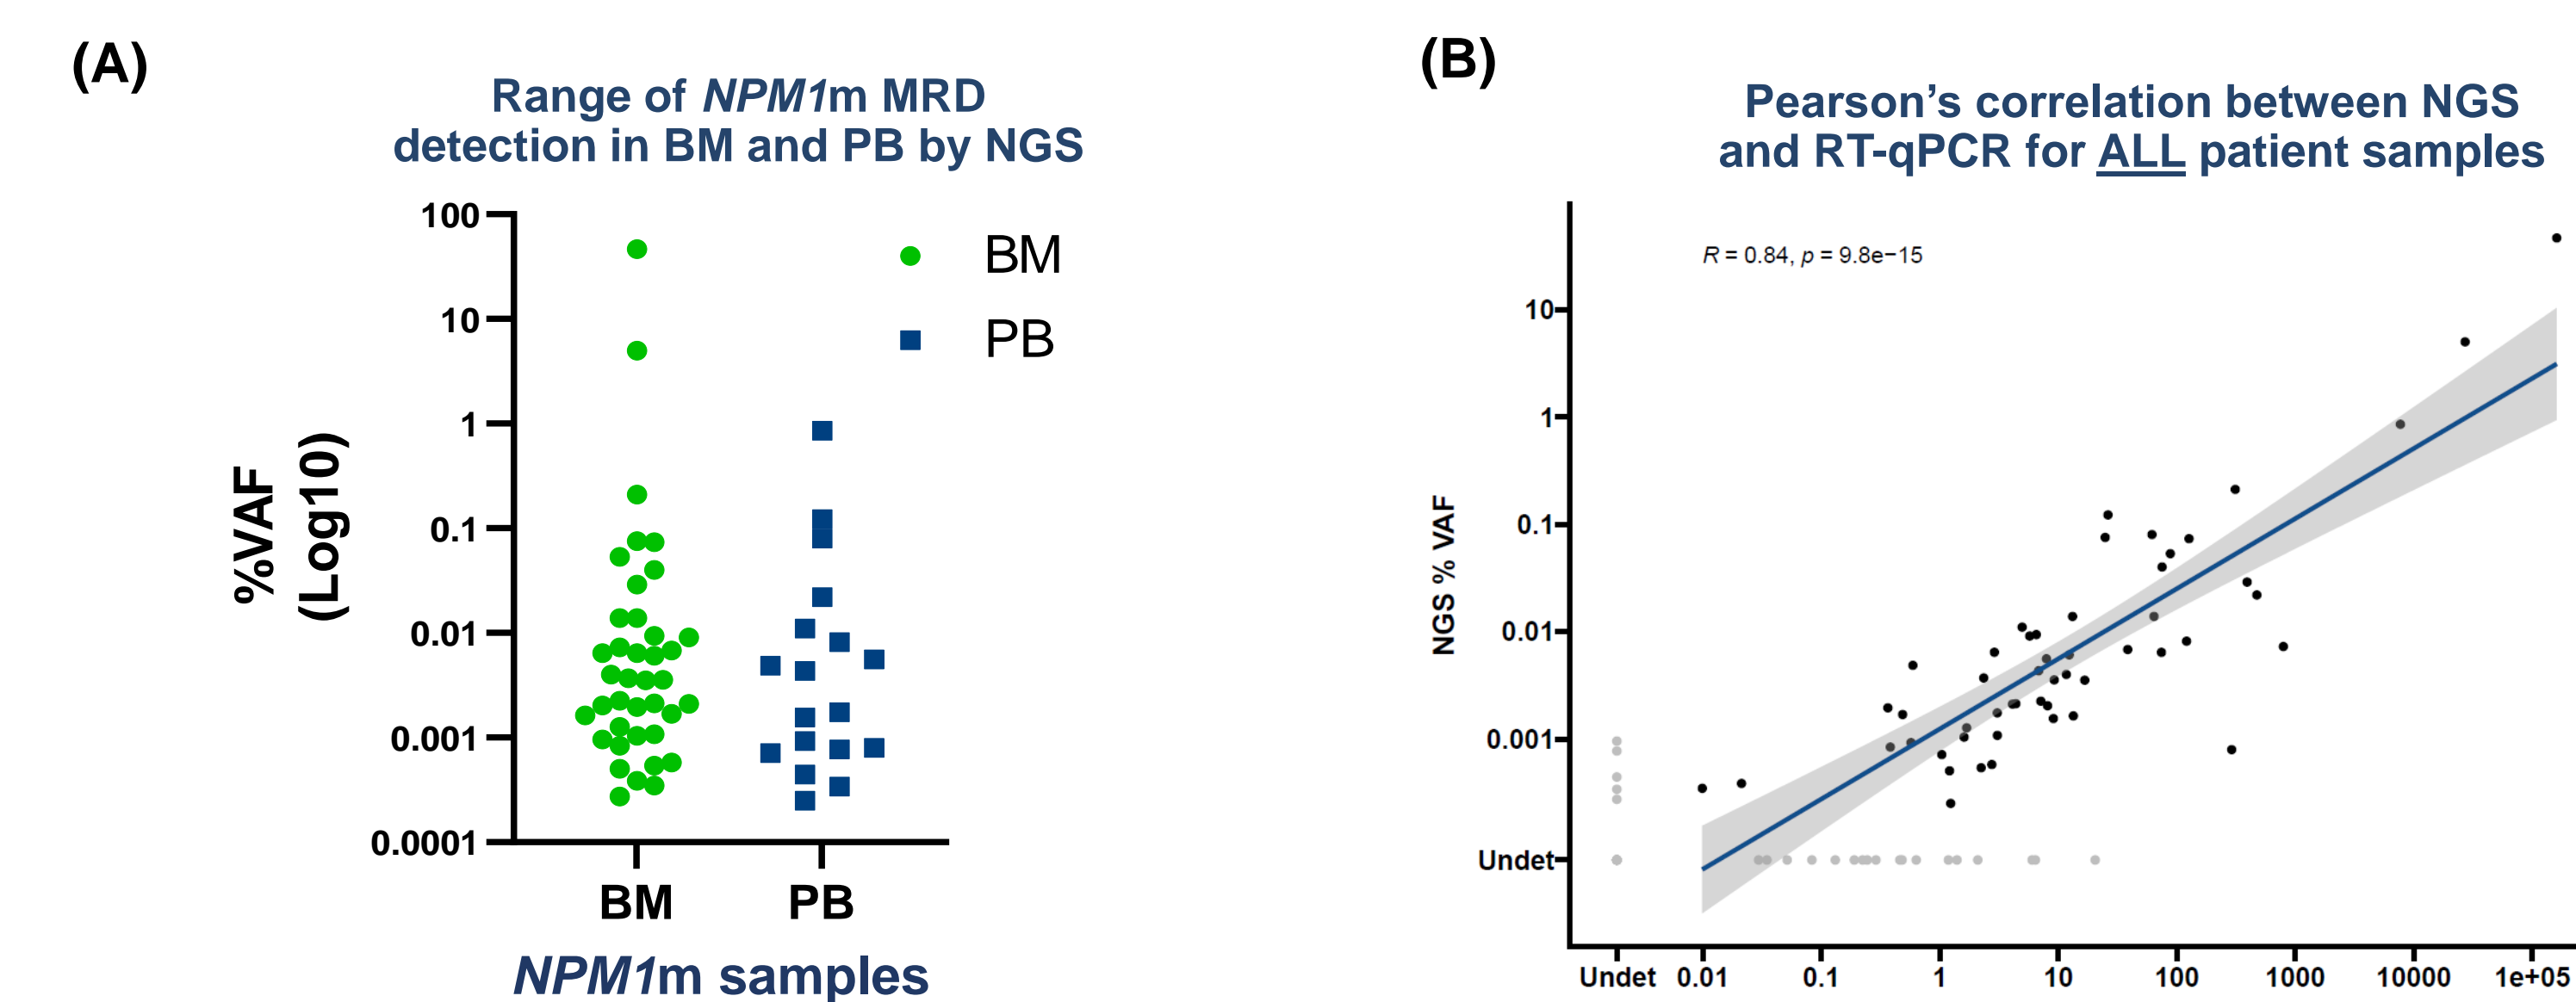 (A)
Range of NPM1m MRD
detection in BM and PB by NGS
100
10
1
0.1
0.01
0.001
0.0001
%VAF
(Log10)
BM
PB
BM
PB
NPM1m samples
(B)
Pearson’s correlation between NGS
and RT-qPCR for ALL patient samples
R = 0.84, p = 9.8e−15
10
1
0.1
0.01
0.001
Undet
NGS % VAF
Undet
0.01
0.1
1
10
100
1000
10000
1e+05